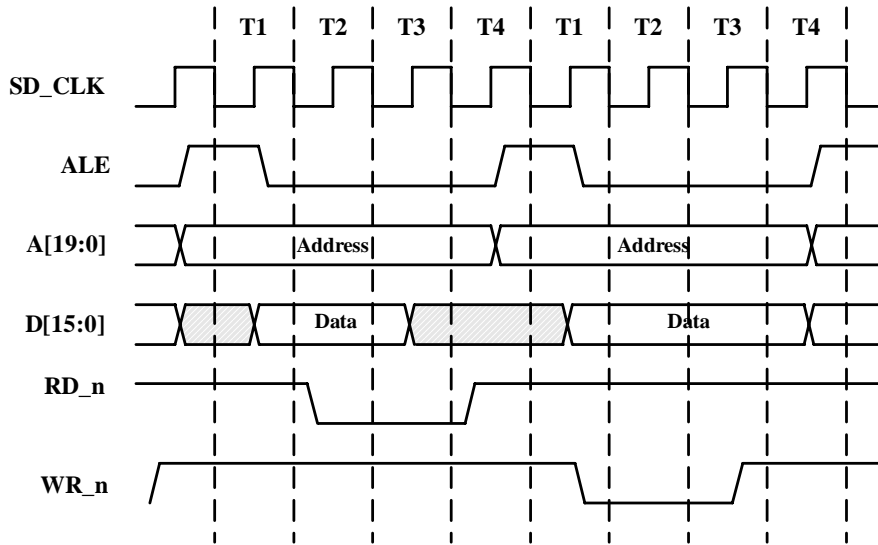 T1 T2 T3 T4 T1 T2 T3 T4
SD_CLK
ALE
A[19:0] Address Address
D[15:0] Data Data
RD_n
WR_n